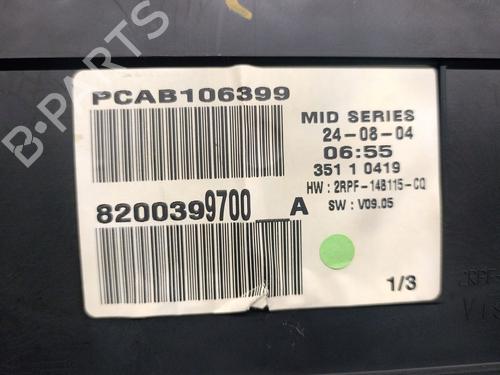 B-PARTS
PCAB106399
MID SERIES
24-08-04
06:55
351 1 0419
HW : 2RPF-14B115-CQ
SW : V09.05
8200399700__A
1/3